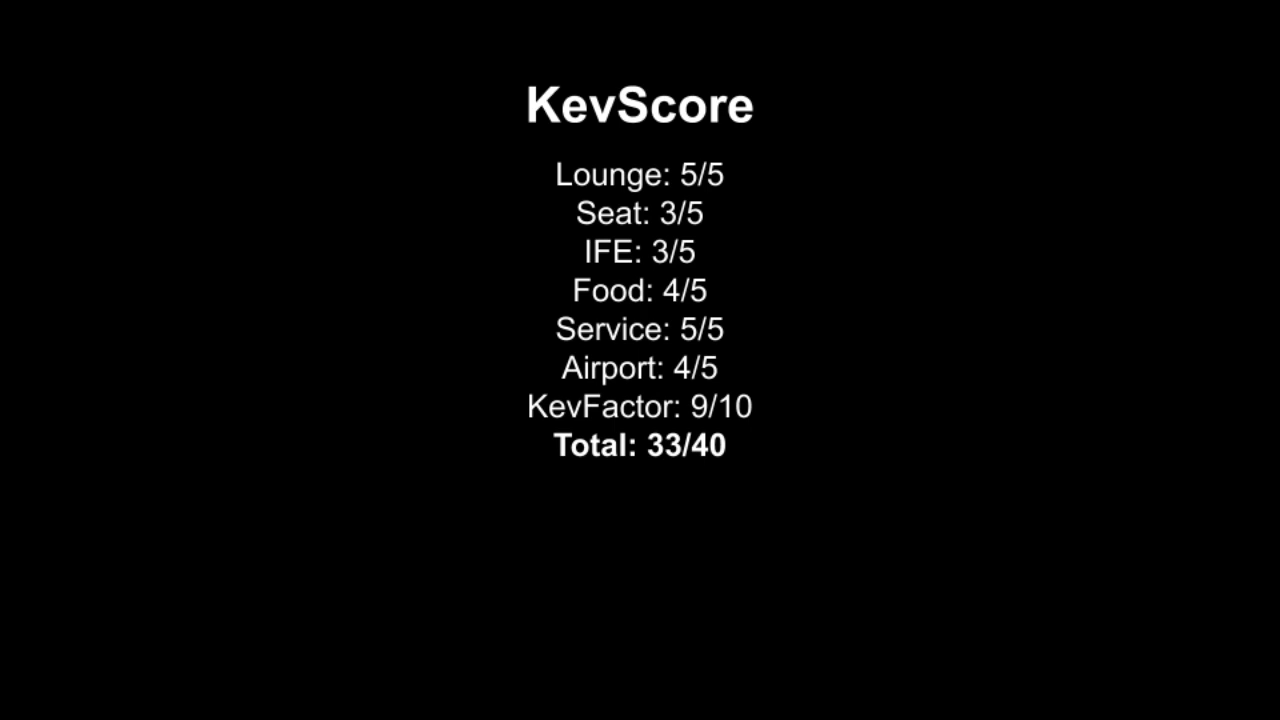 KevScore
Lounge: 5/5
Seat: 3/5
IFE: 3/5
Food: 4/5
Service: 5/5
Airport: 4/5
KevFactor: 9/10
Total: 33/40